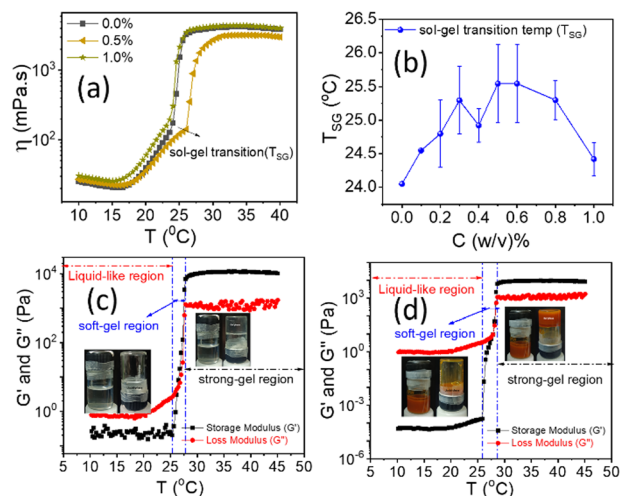 0.0%
0.5%
1.0%
(a)
η (mPa.s)
10³
10²
sol-gel transition(T_SG)
10 15 20 25 30 35 40
T (⁰C)
sol-gel transition temp (T_SG)
(b)
T_SG (⁰C)
26.5
26.0
25.5
25.0
24.5
24.0
0.0 0.2 0.4 0.6 0.8 1.0
C (w/v)%
Liquid-like region
(c)
soft-gel region
strong-gel region
G' and G" (Pa)
10⁴
10²
10⁰
Storage Modulus (G')
Loss Modulus (G")
5 10 15 20 25 30 35 40 45 50
T (⁰C)
Liquid-like region
(d)
soft-gel region
strong-gel region
G' and G" (Pa)
10³
10⁰
10⁻³
10⁻⁶
Storage Modulus (G')
Loss Modulus (G")
5 10 15 20 25 30 35 40 45 50
T (⁰C)